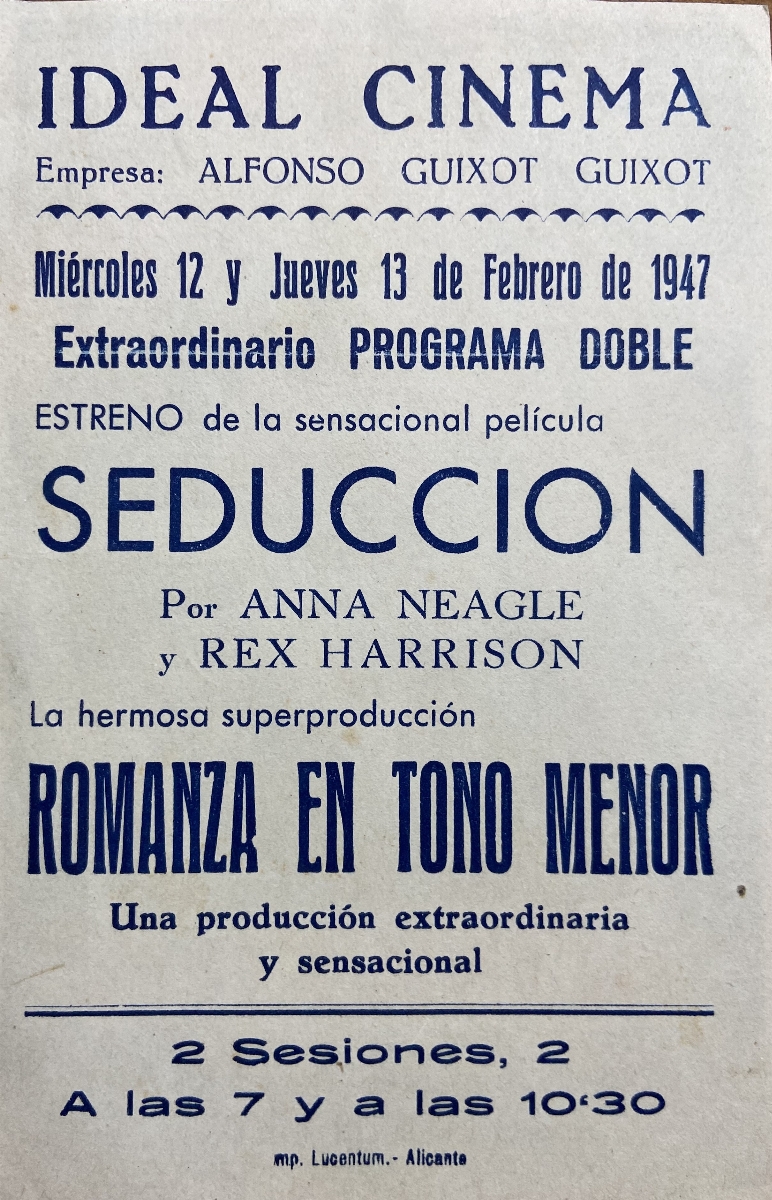 IDEAL CINEMA
Empresa: ALFONSO GUIXOT GUIXOT
Miércoles 12 y Jueves 13 de Febrero de 1947
Extraordinario PROGRAMA DOBLE
ESTRENO de la sensacional película
SEDUCCION
Por ANNA NEAGLE
y REX HARRISON
La hermosa superproducción
ROMANZA EN TONO MENOR
Una producción extraordinaria
y sensacional
2 Sesiones, 2
A las 7 y a las 10‘30
mp. Lucentum.- Alicante